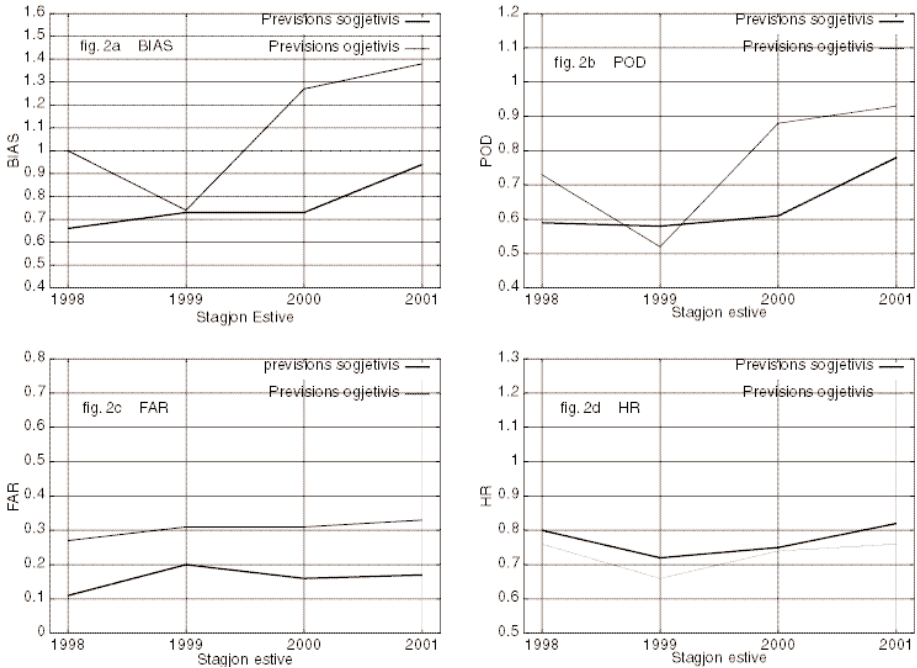 1.6
1.5
1.4
1.3
1.2
1.1
1
0.9
0.8
0.7
0.6
0.5
0.4
BIAS
fig. 2a BIAS
Previsions sogjetivis
Previsions ogjetivis
1998 1999 2000 2001
Stagjon Estive
1.2
1.1
1
0.9
0.8
0.7
0.6
0.5
0.4
POD
fig. 2b POD
Previsions sogjetivis
Previsions ogjetivis
1998 1999 2000 2001
Stagjon estive
0.8
0.7
0.6
0.5
0.4
0.3
0.2
0.1
0
FAR
fig. 2c FAR
previsions sogjetivis
Previsions ogjetivis
1998 1999 2000 2001
Stagjon estive
1.3
1.2
1.1
1
0.9
0.8
0.7
0.6
0.5
HR
fig. 2d HR
Previsions sogjetivis
Previsions ogjetivis
1998 1999 2000 2001
Stagjon estive